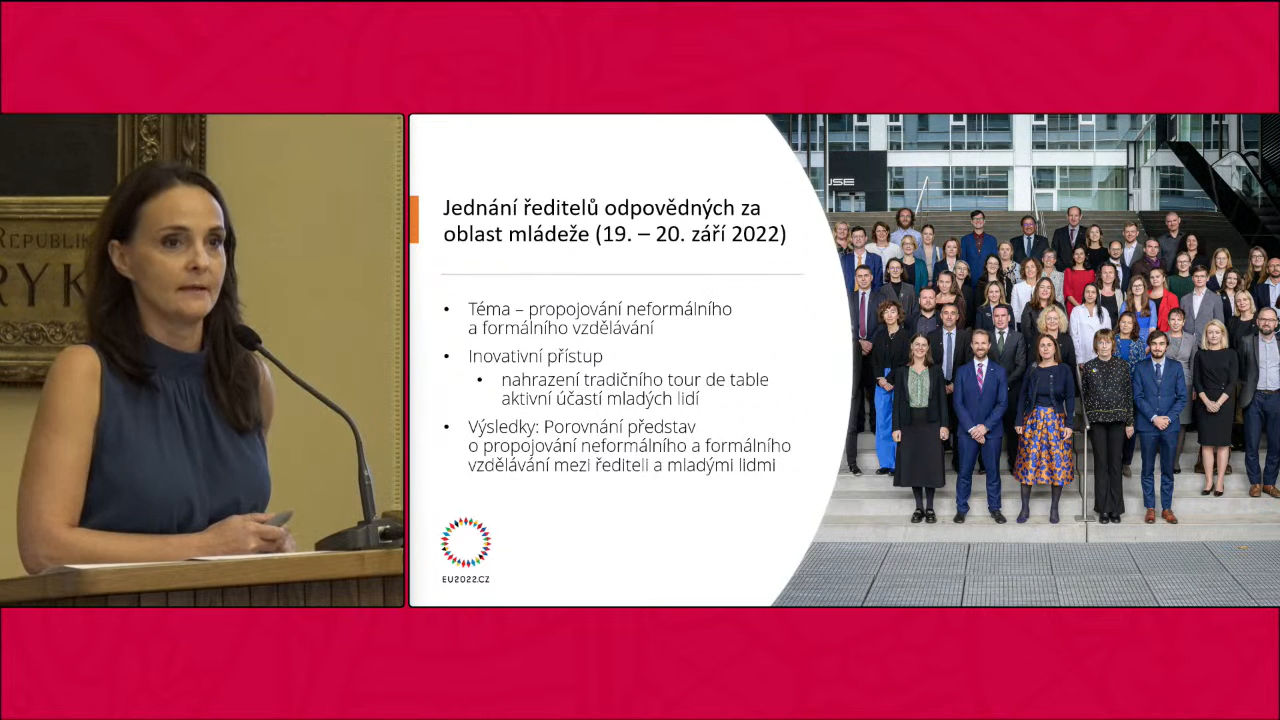 REPUBLIK
RYK
Jednání ředitelů odpovědných za
oblast mládeže (19. – 20. září 2022)
• Téma – propojování neformálního
a formálního vzdělávání
• Inovativní přístup
• nahrazení tradičního tour de table
aktivní účastí mladých lidí
• Výsledky: Porovnání představ
o propojování neformálního a formálního
vzdělávání mezi řediteli a mladými lidmi
EU2022.CZ
USE